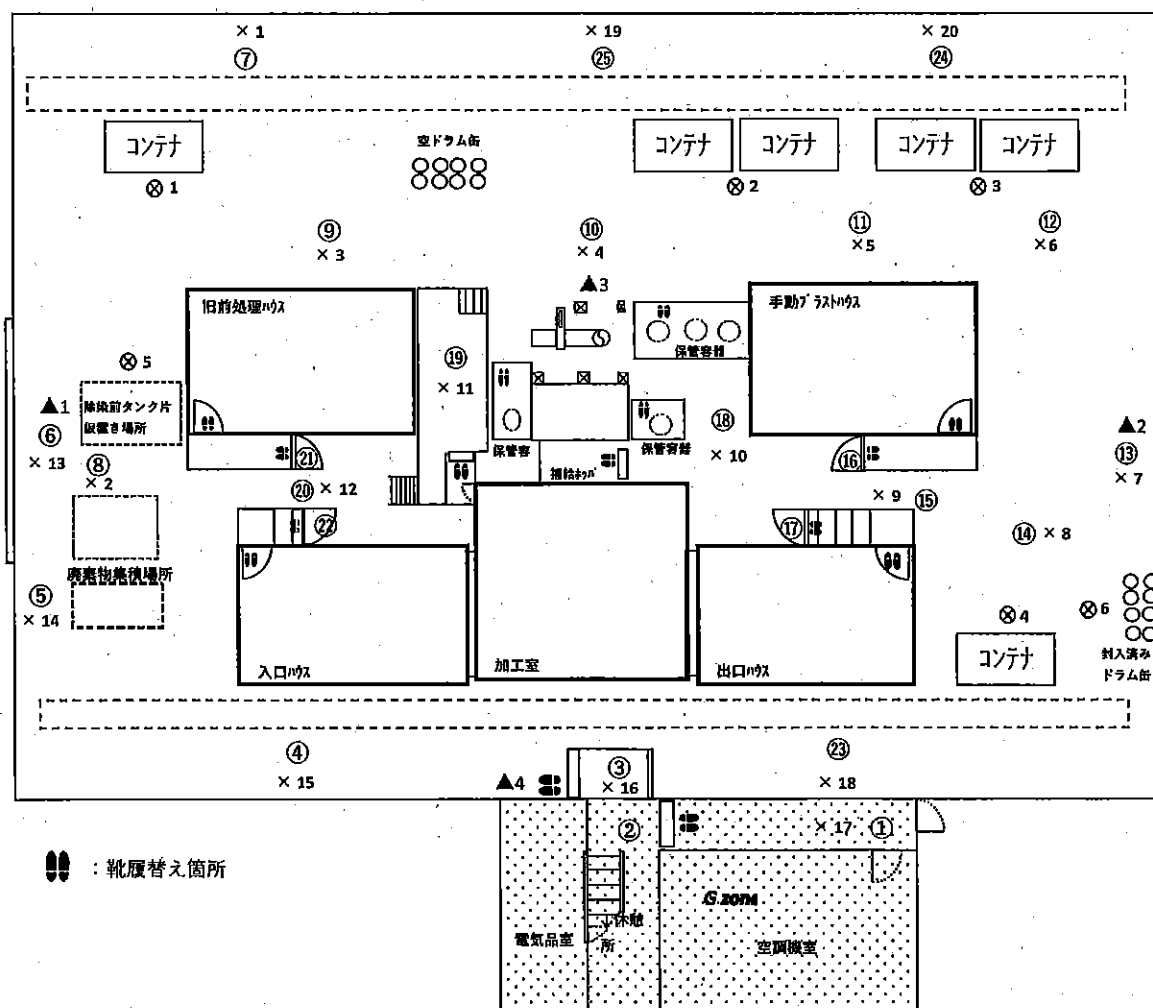 × 1
× 19
× 20
⑦
㉕
㉔
コンテナ
空ドラム缶
コンテナ
コンテナ
コンテナ
コンテナ
⊗ 1
⊗ 2
⊗ 3
⑨
⑩
⑪
⑫
× 3
× 4
× 5
× 6
▲3
旧前処理ハウス
手動ブラストハウス
保管容器
⑲
× 11
⊗ 5
▲1
除染前タンク片
仮置き場所
⑥
× 13
⑧
× 2
⑱
▲2
⑬
× 7
保管容
保管容器
× 10
㉑
⑯
補給ホッパ
⑳
× 12
× 9
⑮
㉒
⑰
⑭
× 8
廃棄物集積場所
⑤
× 14
⊗ 4
⊗ 6
コンテナ
封入済み
ドラム缶
入口ハウス
加工室
出口ハウス
④
× 15
▲4
③
× 16
㉓
× 18
②
× 17
①
:靴履替え箇所
G.zone
休憩
所
電気品室
空調機室